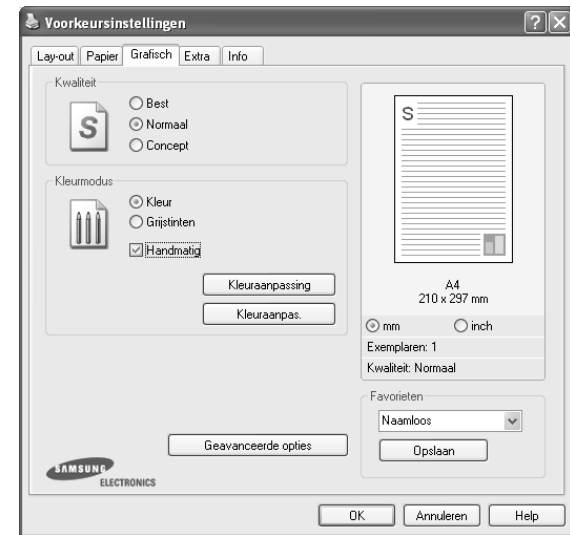 Voorkeursinstellingen
Lay-out Papier Grafisch Extra Info
Kwaliteit
S
Best
Normaal
Concept
Kleurmodus
Kleur
Grijstinten
Handmatig
Kleuraanpassing
Kleuraanpas.
Geavanceerde opties
SAMSUNG
ELECTRONICS
S
A4
210 x 297 mm
mm inch
Exemplaren: 1
Kwaliteit: Normaal
Favorieten
Naamloos
Opslaan
OK Annuleren Help